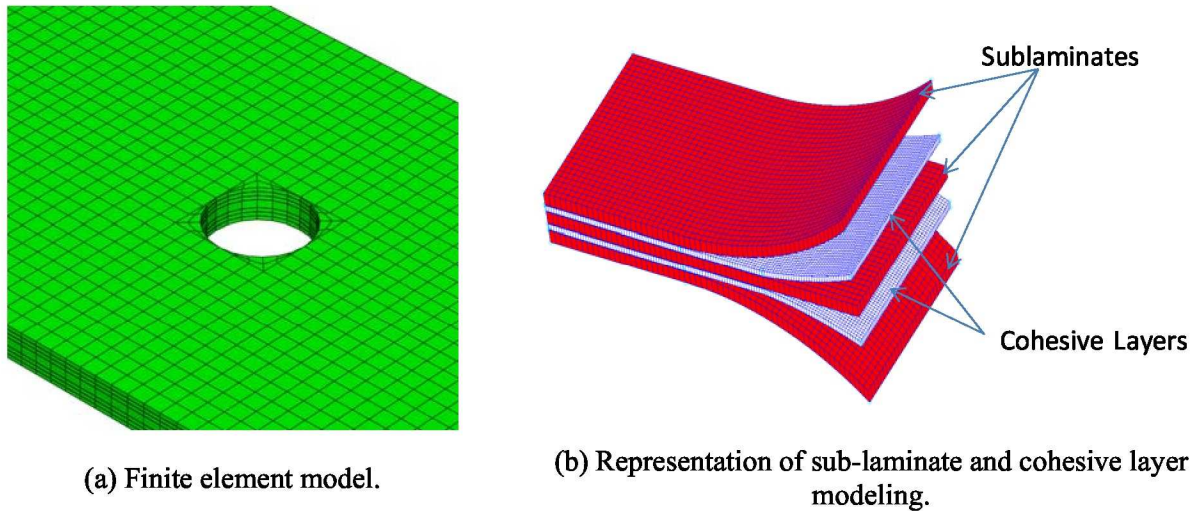 Sublaminates
Cohesive Layers
(a) Finite element model.
(b) Representation of sub-laminate and cohesive layer
modeling.